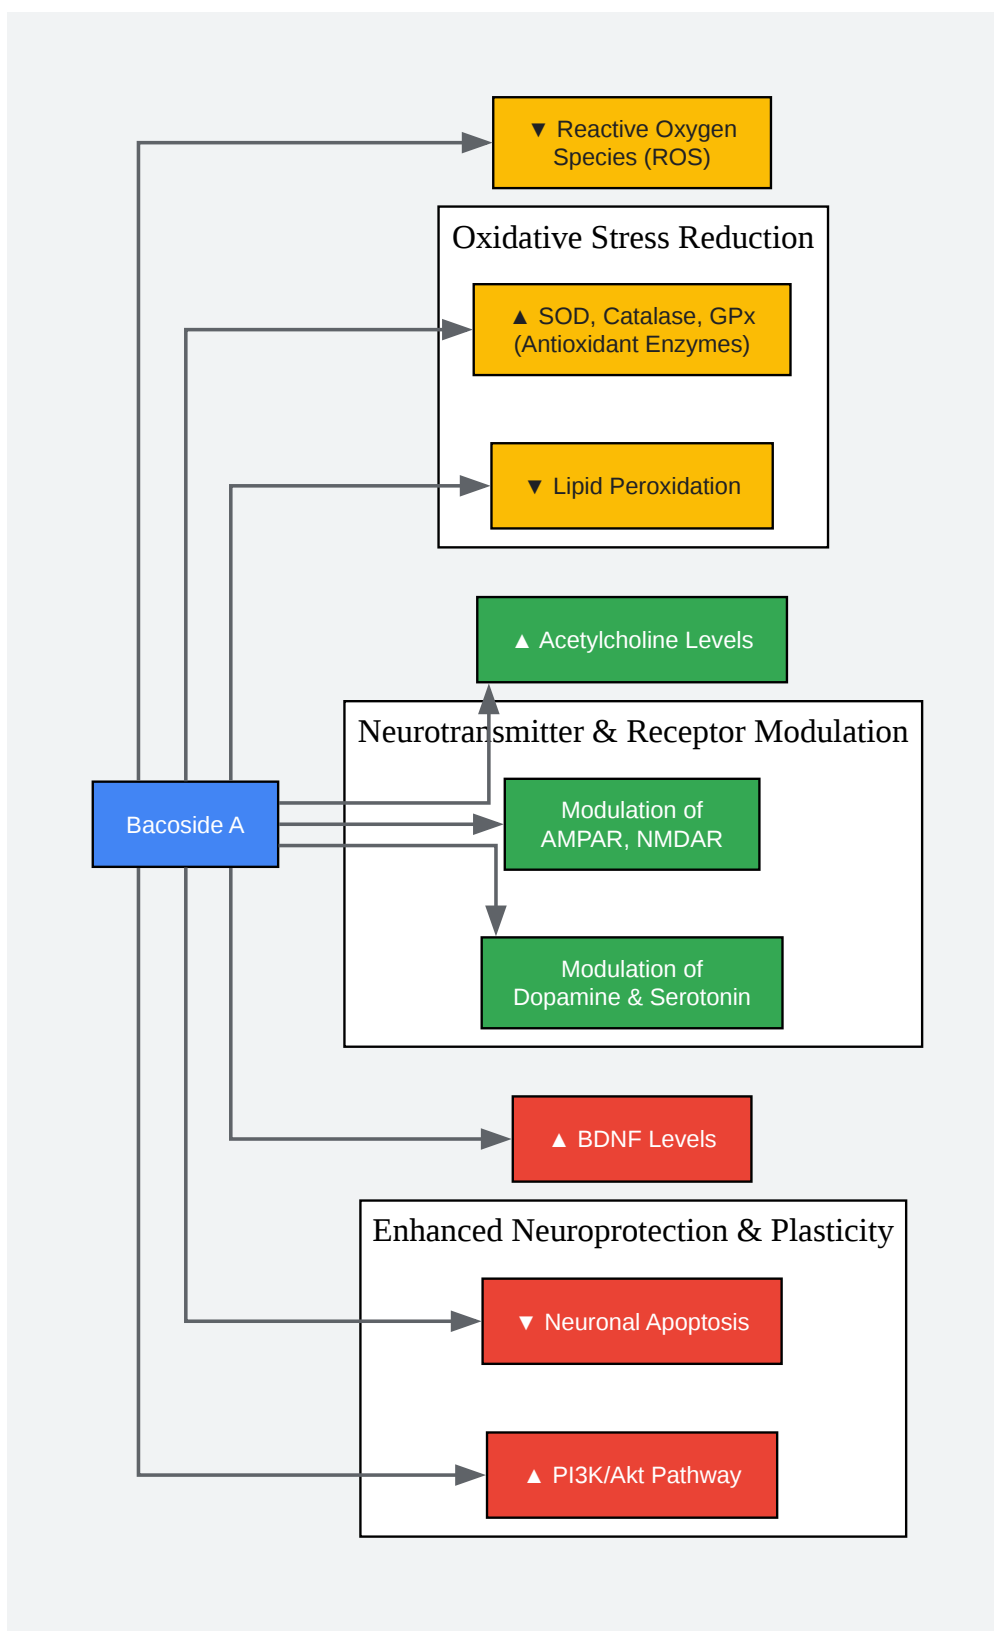 ▼ Reactive Oxygen
Species (ROS)
Oxidative Stress Reduction
▲ SOD, Catalase, GPx
(Antioxidant Enzymes)
▼ Lipid Peroxidation
▲ Acetylcholine Levels
Neurotransmitter & Receptor Modulation
Bacoside A
Modulation of
AMPAR, NMDAR
Modulation of
Dopamine & Serotonin
▲ BDNF Levels
Enhanced Neuroprotection & Plasticity
▼ Neuronal Apoptosis
▲ PI3K/Akt Pathway